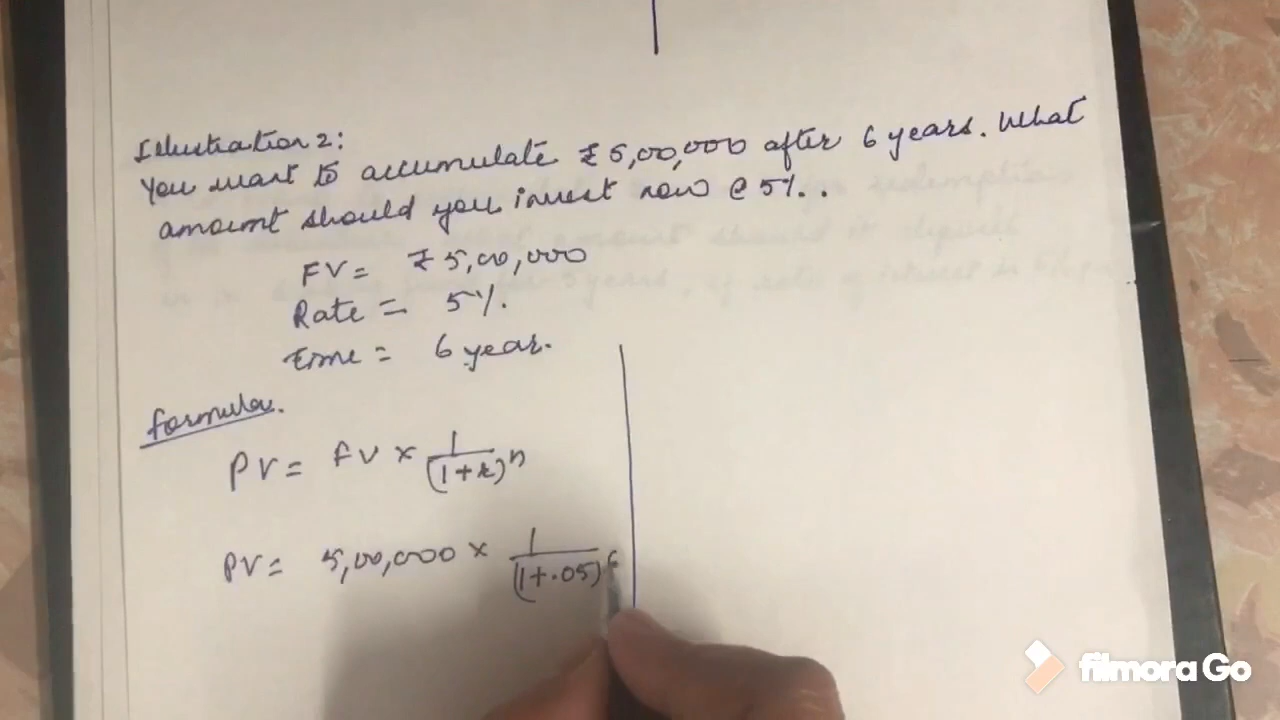 Illustration 2:
You want to accumulate ₹5,00,000 after 6 years. What
amount should you invest now @ 5%..
FV = ₹5,00,000
Rate = 5%.
Time = 6 year.
Formula.
PV = FV × 1/(1+r)^n
PV = 5,00,000 × 1/(1+.05)^6
filmora Go